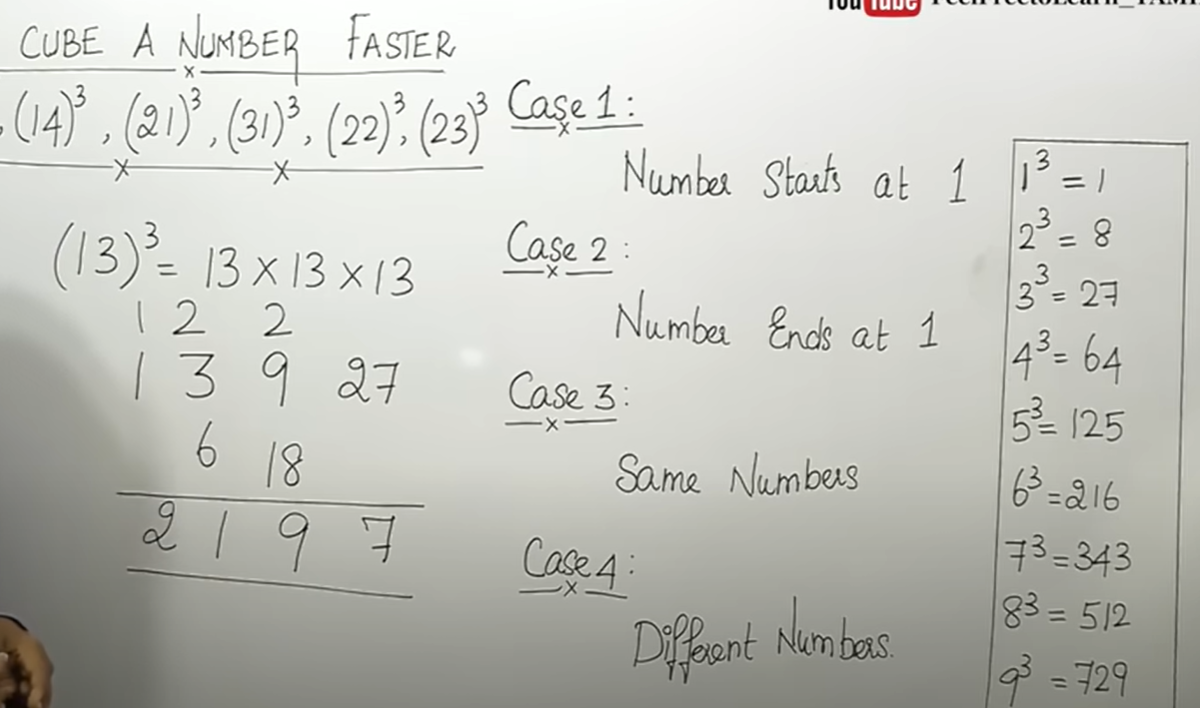 YouTube
CUBE A NUMBER FASTER
, (14)³, (21)³, (31)³, (22)³, (23)³
(13)³ = 13 × 13 × 13
1 2 2
1 3 9 27
6 18
2 1 9 7
Case 1:
Number Starts at 1
Case 2:
Number Ends at 1
Case 3:
Same Numbers
Case 4:
Different Numbers.
1³ = 1
2³ = 8
3³ = 27
4³ = 64
5³ = 125
6³ = 216
7³ = 343
8³ = 512
9³ = 729